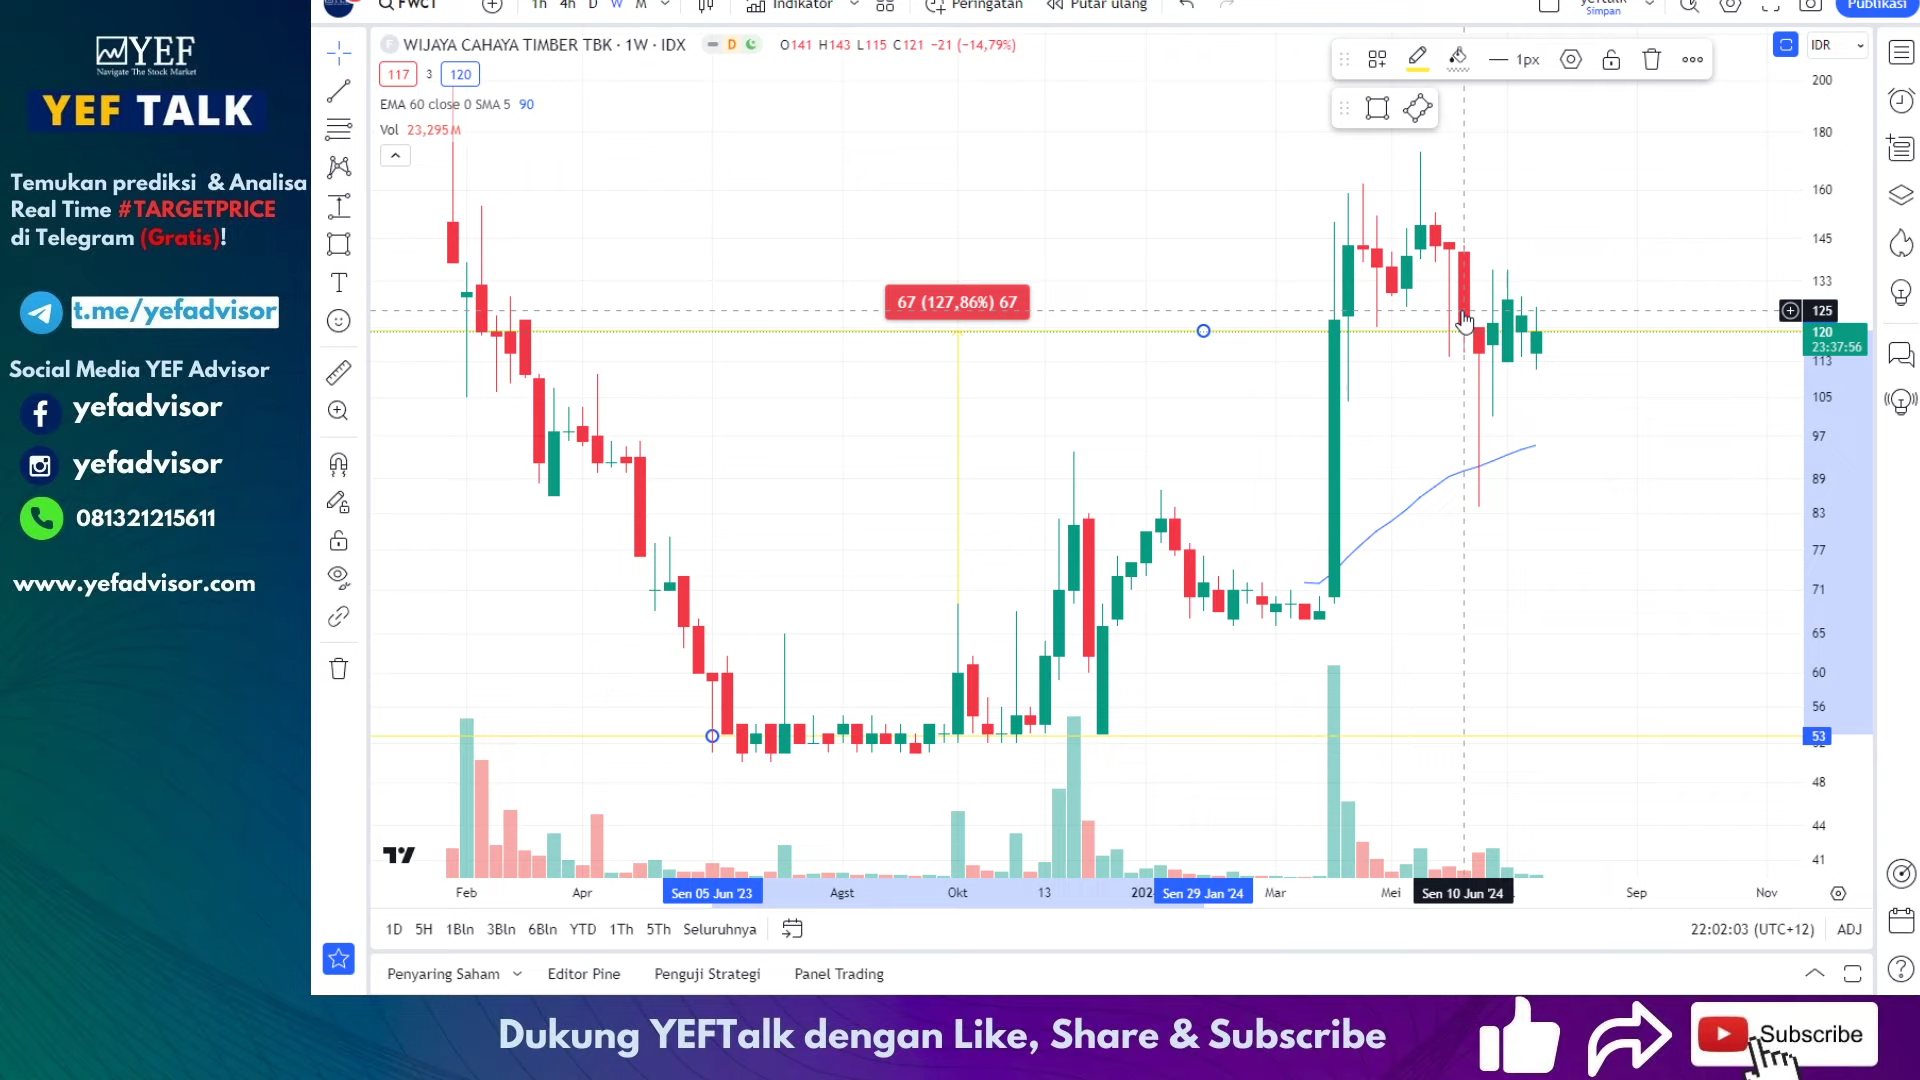 YEF
Navigate The Stock Market
YEF TALK
Temukan prediksi & Analisa
Real Time #TARGETPRICE
di Telegram (Gratis)!
t.me/yefadvisor
Social Media YEF Advisor
yefadvisor
yefadvisor
081321215611
www.yefadvisor.com
FWCT
1h 4h D W M
Indikator
Peringatan
Putar ulang
yeftalk
Simpan
Publikasi
WIJAYA CAHAYA TIMBER TBK · 1W · IDX
D
O141 H143 L115 C121 −21 (−14,79%)
IDR
117 3 120
EMA 60 close 0 SMA 5 90
Vol 23,295M
1px
67 (127,86%) 67
200
180
160
145
133
125
120
23:37:56
113
105
97
89
83
77
71
65
60
56
53
48
44
41
Feb Apr Sen 05 Jun '23 Agst Okt 13 202 Sen 29 Jan '24 Mar Mei Sen 10 Jun '24 Sep Nov
1D 5H 1Bln 3Bln 6Bln YTD 1Th 5Th Seluruhnya
22:02:03 (UTC+12) ADJ
Penyaring Saham Editor Pine Penguji Strategi Panel Trading
Dukung YEFTalk dengan Like, Share & Subscribe
Subscribe